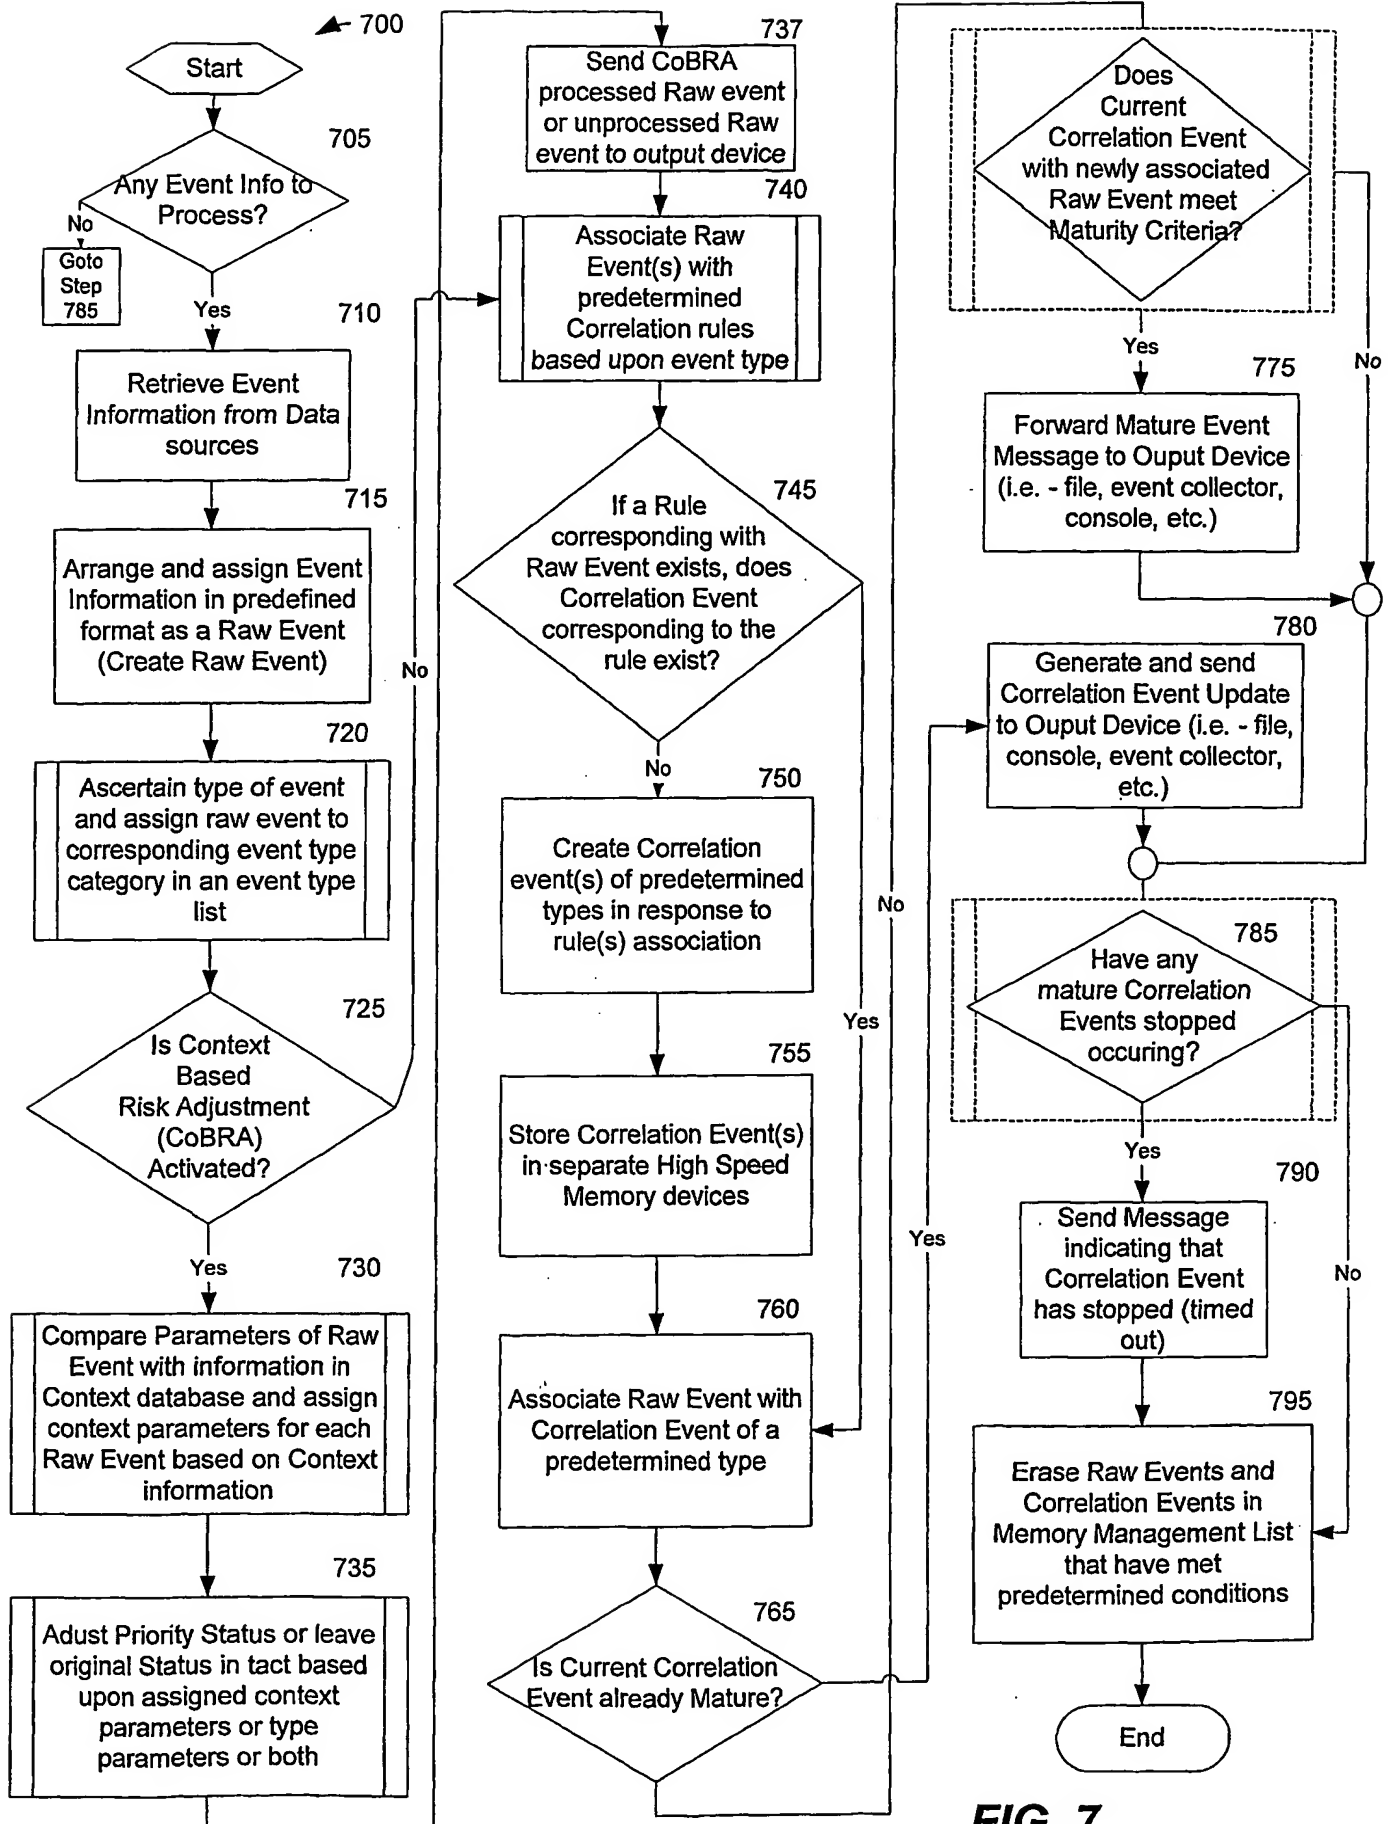 700
Start
705
Any Event Info to
Process?
No
Goto
Step
785
Yes
710
Retrieve Event
Information from Data
sources
715
Arrange and assign Event
Information in predefined
format as a Raw Event
(Create Raw Event)
No
720
Ascertain type of event
and assign raw event to
corresponding event type
category in an event type
list
725
Is Context
Based
Risk Adjustment
(CoBRA)
Activated?
Yes
730
Compare Parameters of Raw
Event with information in
Context database and assign
context parameters for each
Raw Event based on Context
information
735
Adust Priority Status or leave
original Status in tact based
upon assigned context
parameters or type
parameters or both
737
Send CoBRA
processed Raw event
or unprocessed Raw
event to output device
740
Associate Raw
Event(s) with
predetermined
Correlation rules
based upon event type
745
If a Rule
corresponding with
Raw Event exists, does
Correlation Event
corresponding to the
rule exist?
No
750
Create Correlation
event(s) of predetermined
types in response to
rule(s) association
No
Yes
755
Store Correlation Event(s)
in separate High Speed
Memory devices
Yes
760
Associate Raw Event with
Correlation Event of a
predetermined type
765
Is Current Correlation
Event already Mature?
Does
Current
Correlation Event
with newly associated
Raw Event meet
Maturity Criteria?
Yes
No
775
Forward Mature Event
Message to Ouput Device
(i.e. - file, event collector,
console, etc.)
780
Generate and send
Correlation Event Update
to Ouput Device (i.e. - file,
console, event collector,
etc.)
785
Have any
mature Correlation
Events stopped
occuring?
Yes
790
Send Message
indicating that
Correlation Event
has stopped (timed
out)
No
795
Erase Raw Events and
Correlation Events in
Memory Management List
that have met
predetermined conditions
End
FIG. 7